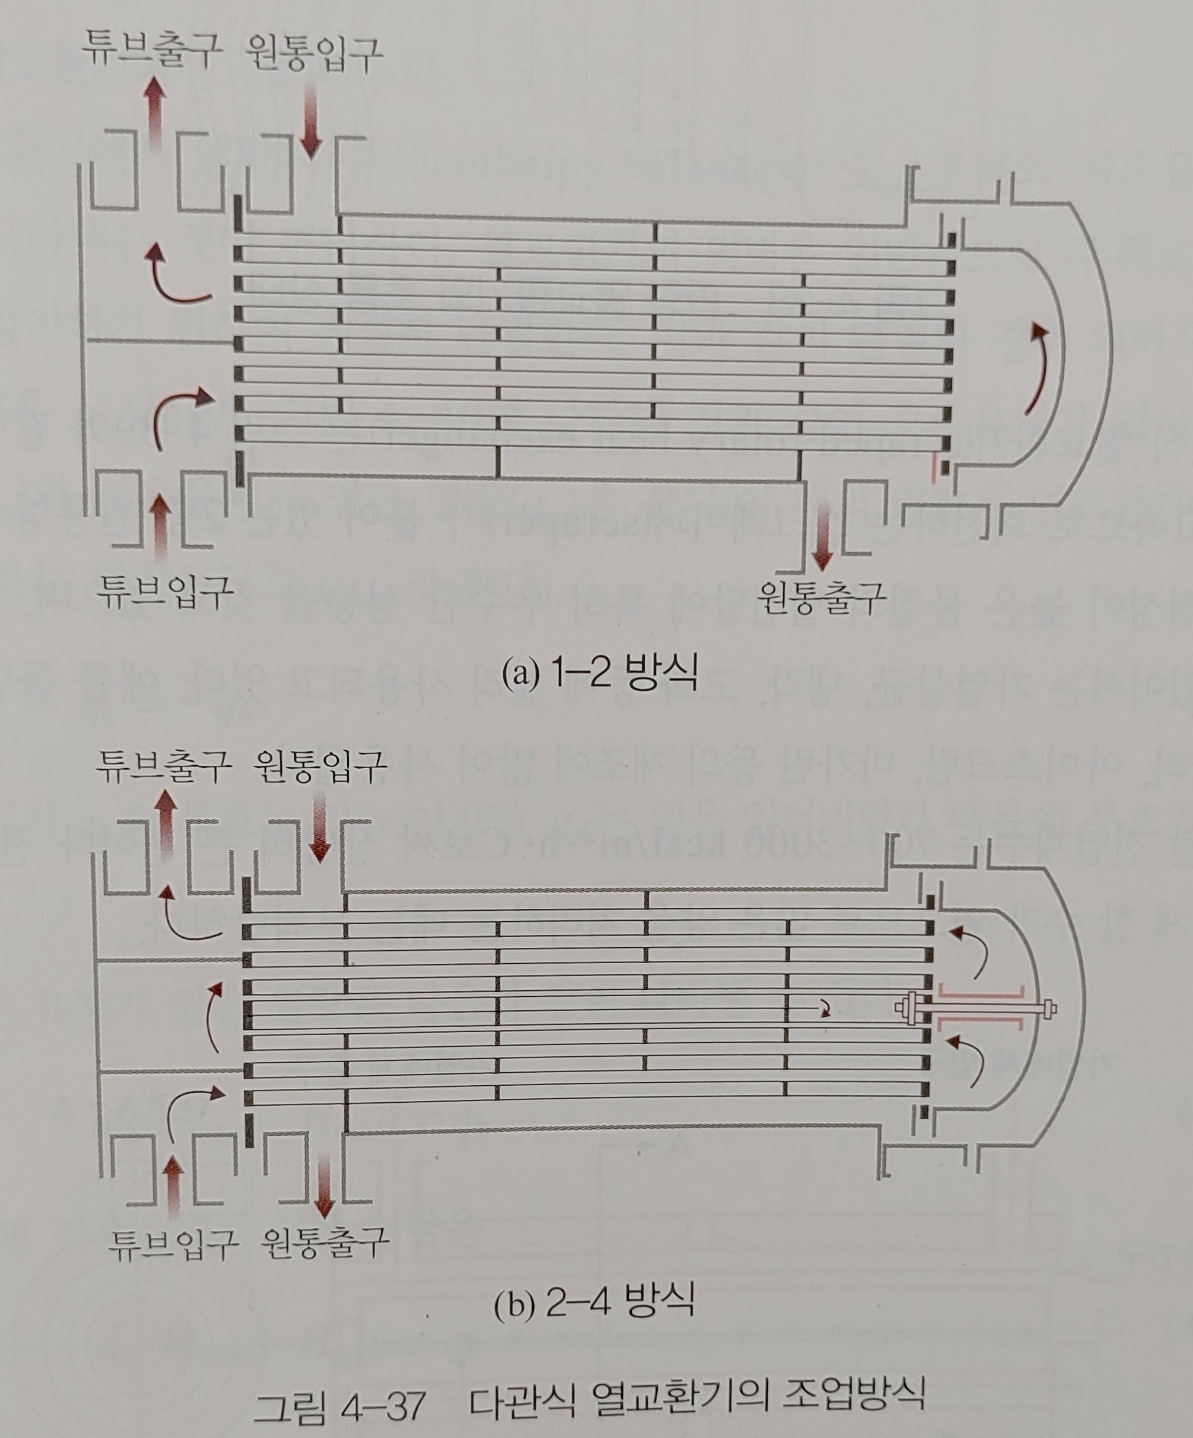 튜브출구 원통입구
튜브입구
원통출구
(a) 1–2 방식
튜브출구 원통입구
튜브입구 원통출구
(b) 2–4 방식
그림 4–37 다관식 열교환기의 조업방식